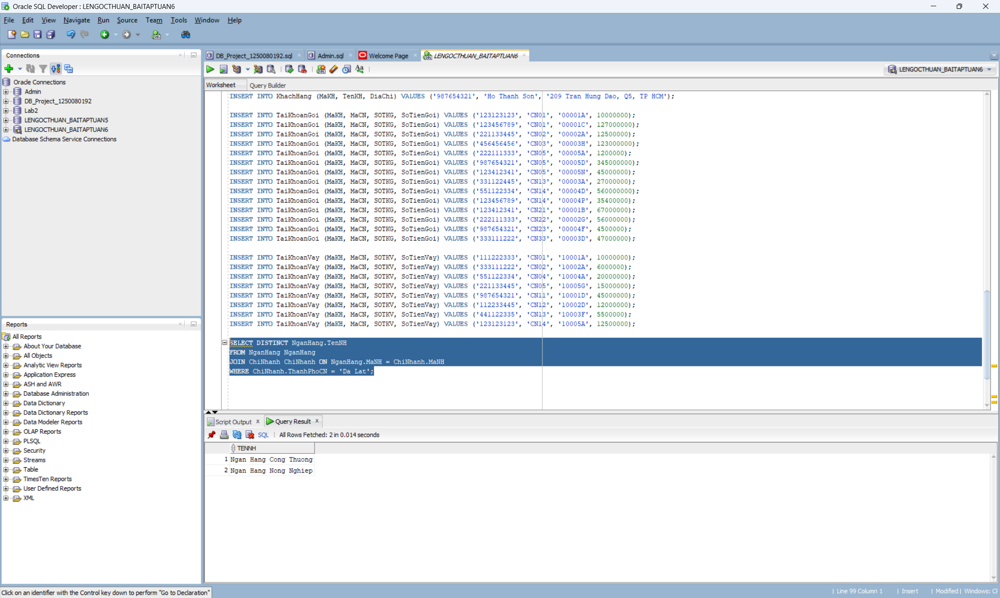 Oracle SQL Developer : LENGOCTHUAN_BAITAPTUAN6
File Edit View Navigate Run Source Team Tools Window Help
Connections
Oracle Connections
Admin
DB_Project_1250080192
Lab2
LENGOCTHUAN_BAITAPTUAN5
LENGOCTHUAN_BAITAPTUAN6
Database Schema Service Connections
Reports
All Reports
About Your Database
All Objects
Analytic View Reports
Application Express
ASH and AWR
Database Administration
Data Dictionary
Data Dictionary Reports
Data Modeler Reports
OLAP Reports
PLSQL
Security
Streams
Table
TimesTen Reports
User Defined Reports
XML
DB_Project_1250080192.sql Admin.sql Welcome Page LENGOCTHUAN_BAITAPTUAN6
LENGOCTHUAN_BAITAPTUAN6
Worksheet Query Builder
INSERT INTO KhachHang (MaKH, TenKH, DiaChi) VALUES ('987654321', 'Ho Thanh Son', '209 Tran Hung Dao, Q5, TP HCM');
INSERT INTO TaiKhoanGoi (MaKH, MaCN, SOTKG, SoTienGoi) VALUES ('123123123', 'CN01', '00001A', 10000000);
INSERT INTO TaiKhoanGoi (MaKH, MaCN, SOTKG, SoTienGoi) VALUES ('123456789', 'CN01', '00001C', 127000000);
INSERT INTO TaiKhoanGoi (MaKH, MaCN, SOTKG, SoTienGoi) VALUES ('221133445', 'CN02', '00002A', 12500000);
INSERT INTO TaiKhoanGoi (MaKH, MaCN, SOTKG, SoTienGoi) VALUES ('456456456', 'CN03', '00003H', 123000000);
INSERT INTO TaiKhoanGoi (MaKH, MaCN, SOTKG, SoTienGoi) VALUES ('222111333', 'CN05', '00005A', 1200000);
INSERT INTO TaiKhoanGoi (MaKH, MaCN, SOTKG, SoTienGoi) VALUES ('987654321', 'CN05', '00005D', 345000000);
INSERT INTO TaiKhoanGoi (MaKH, MaCN, SOTKG, SoTienGoi) VALUES ('123412341', 'CN05', '00005N', 45000000);
INSERT INTO TaiKhoanGoi (MaKH, MaCN, SOTKG, SoTienGoi) VALUES ('331122445', 'CN13', '00003A', 27000000);
INSERT INTO TaiKhoanGoi (MaKH, MaCN, SOTKG, SoTienGoi) VALUES ('551122334', 'CN14', '00004D', 560000000);
INSERT INTO TaiKhoanGoi (MaKH, MaCN, SOTKG, SoTienGoi) VALUES ('123456789', 'CN14', '00004P', 35400000);
INSERT INTO TaiKhoanGoi (MaKH, MaCN, SOTKG, SoTienGoi) VALUES ('123412341', 'CN21', '00001B', 67000000);
INSERT INTO TaiKhoanGoi (MaKH, MaCN, SOTKG, SoTienGoi) VALUES ('222111333', 'CN22', '00002G', 56000000);
INSERT INTO TaiKhoanGoi (MaKH, MaCN, SOTKG, SoTienGoi) VALUES ('987654321', 'CN23', '00004F', 4500000);
INSERT INTO TaiKhoanGoi (MaKH, MaCN, SOTKG, SoTienGoi) VALUES ('333111222', 'CN33', '00003D', 47000000);
INSERT INTO TaiKhoanVay (MaKH, MaCN, SOTKV, SoTienVay) VALUES ('111222333', 'CN01', '10001A', 10000000);
INSERT INTO TaiKhoanVay (MaKH, MaCN, SOTKV, SoTienVay) VALUES ('333111222', 'CN02', '10002A', 6000000);
INSERT INTO TaiKhoanVay (MaKH, MaCN, SOTKV, SoTienVay) VALUES ('551122334', 'CN04', '10004A', 20000000);
INSERT INTO TaiKhoanVay (MaKH, MaCN, SOTKV, SoTienVay) VALUES ('221133445', 'CN05', '10005G', 15000000);
INSERT INTO TaiKhoanVay (MaKH, MaCN, SOTKV, SoTienVay) VALUES ('987654321', 'CN11', '10001D', 45000000);
INSERT INTO TaiKhoanVay (MaKH, MaCN, SOTKV, SoTienVay) VALUES ('112233445', 'CN12', '10002D', 12000000);
INSERT INTO TaiKhoanVay (MaKH, MaCN, SOTKV, SoTienVay) VALUES ('441122335', 'CN13', '10003F', 5500000);
INSERT INTO TaiKhoanVay (MaKH, MaCN, SOTKV, SoTienVay) VALUES ('123123123', 'CN14', '10005A', 12500000);
SELECT DISTINCT NganHang.TenNH
FROM NganHang NganHang
JOIN ChiNhanh ChiNhanh ON NganHang.MaNH = ChiNhanh.MaNH
WHERE ChiNhanh.ThanhPhoCN = 'Da Lat';
Script Output Query Result
SQL All Rows Fetched: 2 in 0.014 seconds
TENNH
1 Ngan Hang Cong Thuong
2 Ngan Hang Nong Nghiep
Click on an identifier with the Control key down to perform "Go to Declaration"
Line 99 Column 1 | Insert | Modified | Windows: C